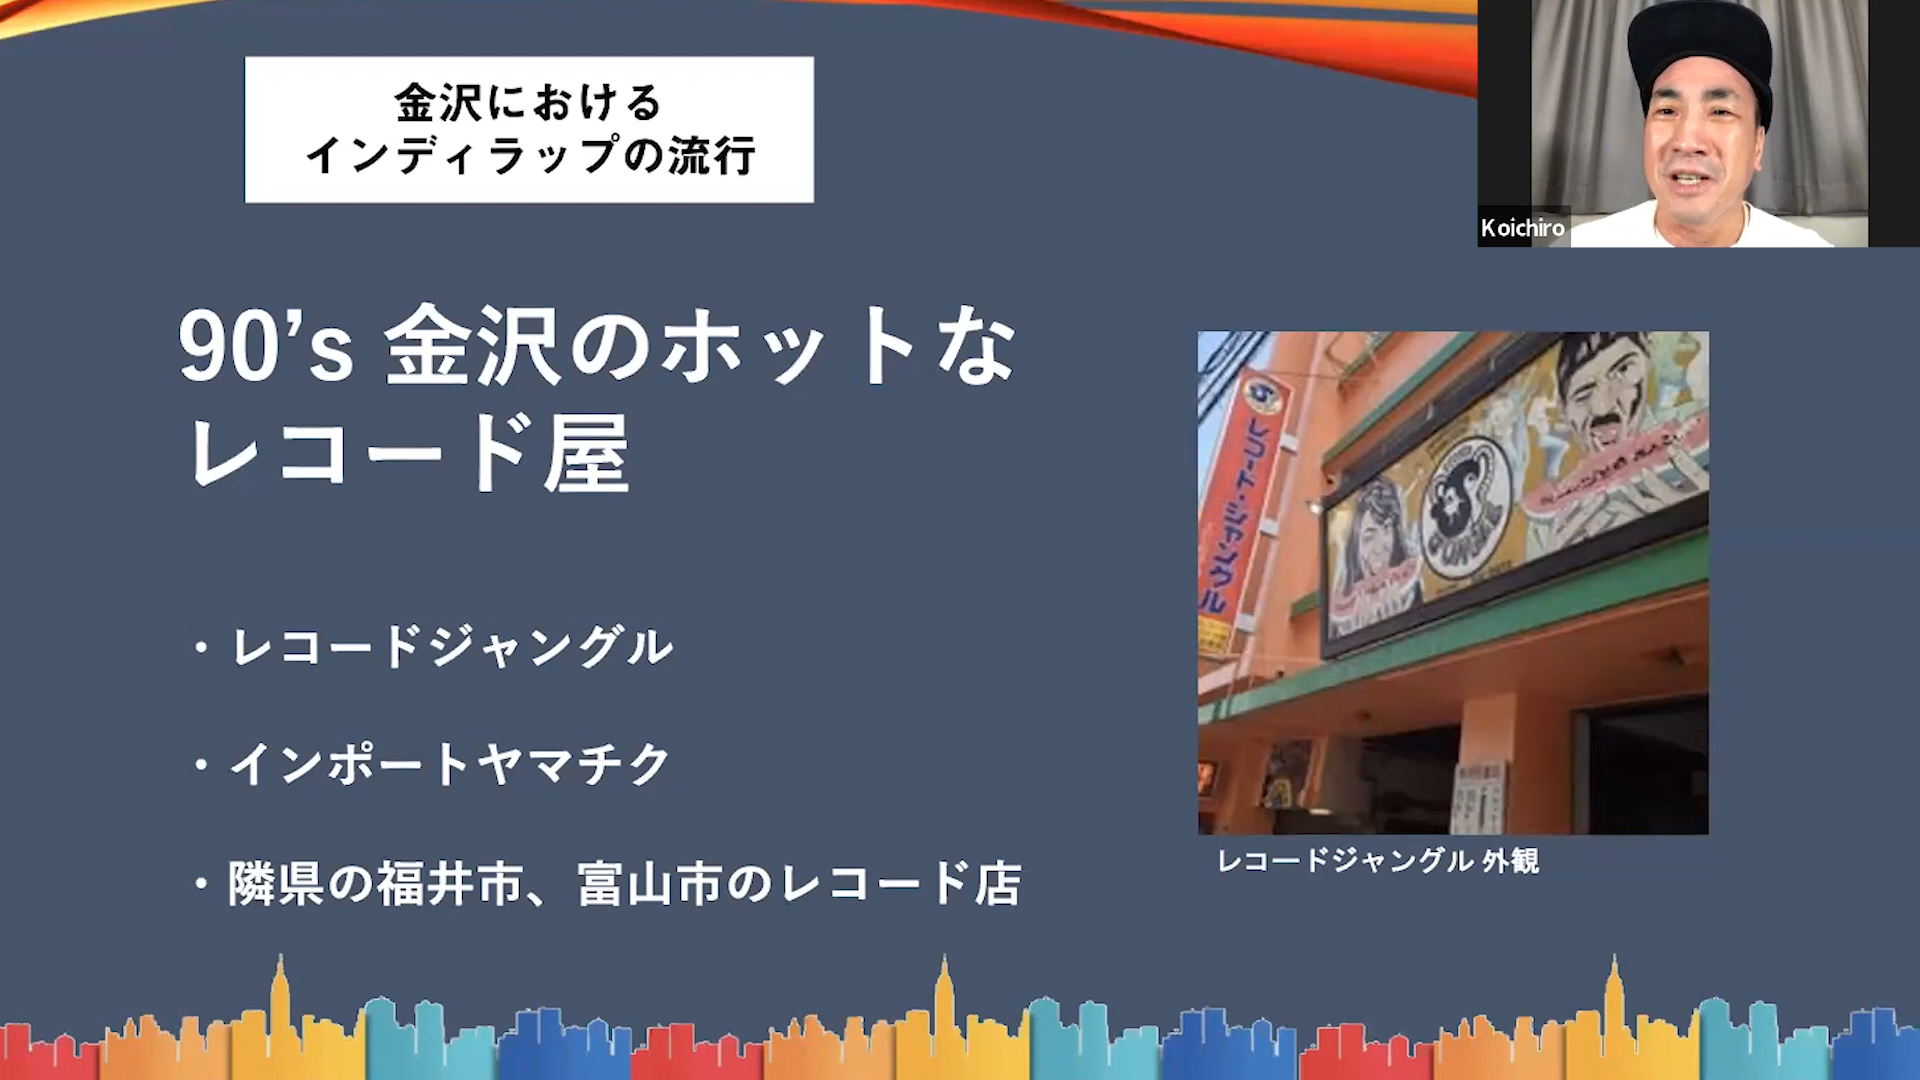 金沢における
インディラップの流行
Koichiro
90’s 金沢のホットな
レコード屋
・レコードジャングル
・インポートヤマチク
・隣県の福井市、富山市のレコード店
レコード・ジャングル
JUNGLE
レコードジャングル 外観